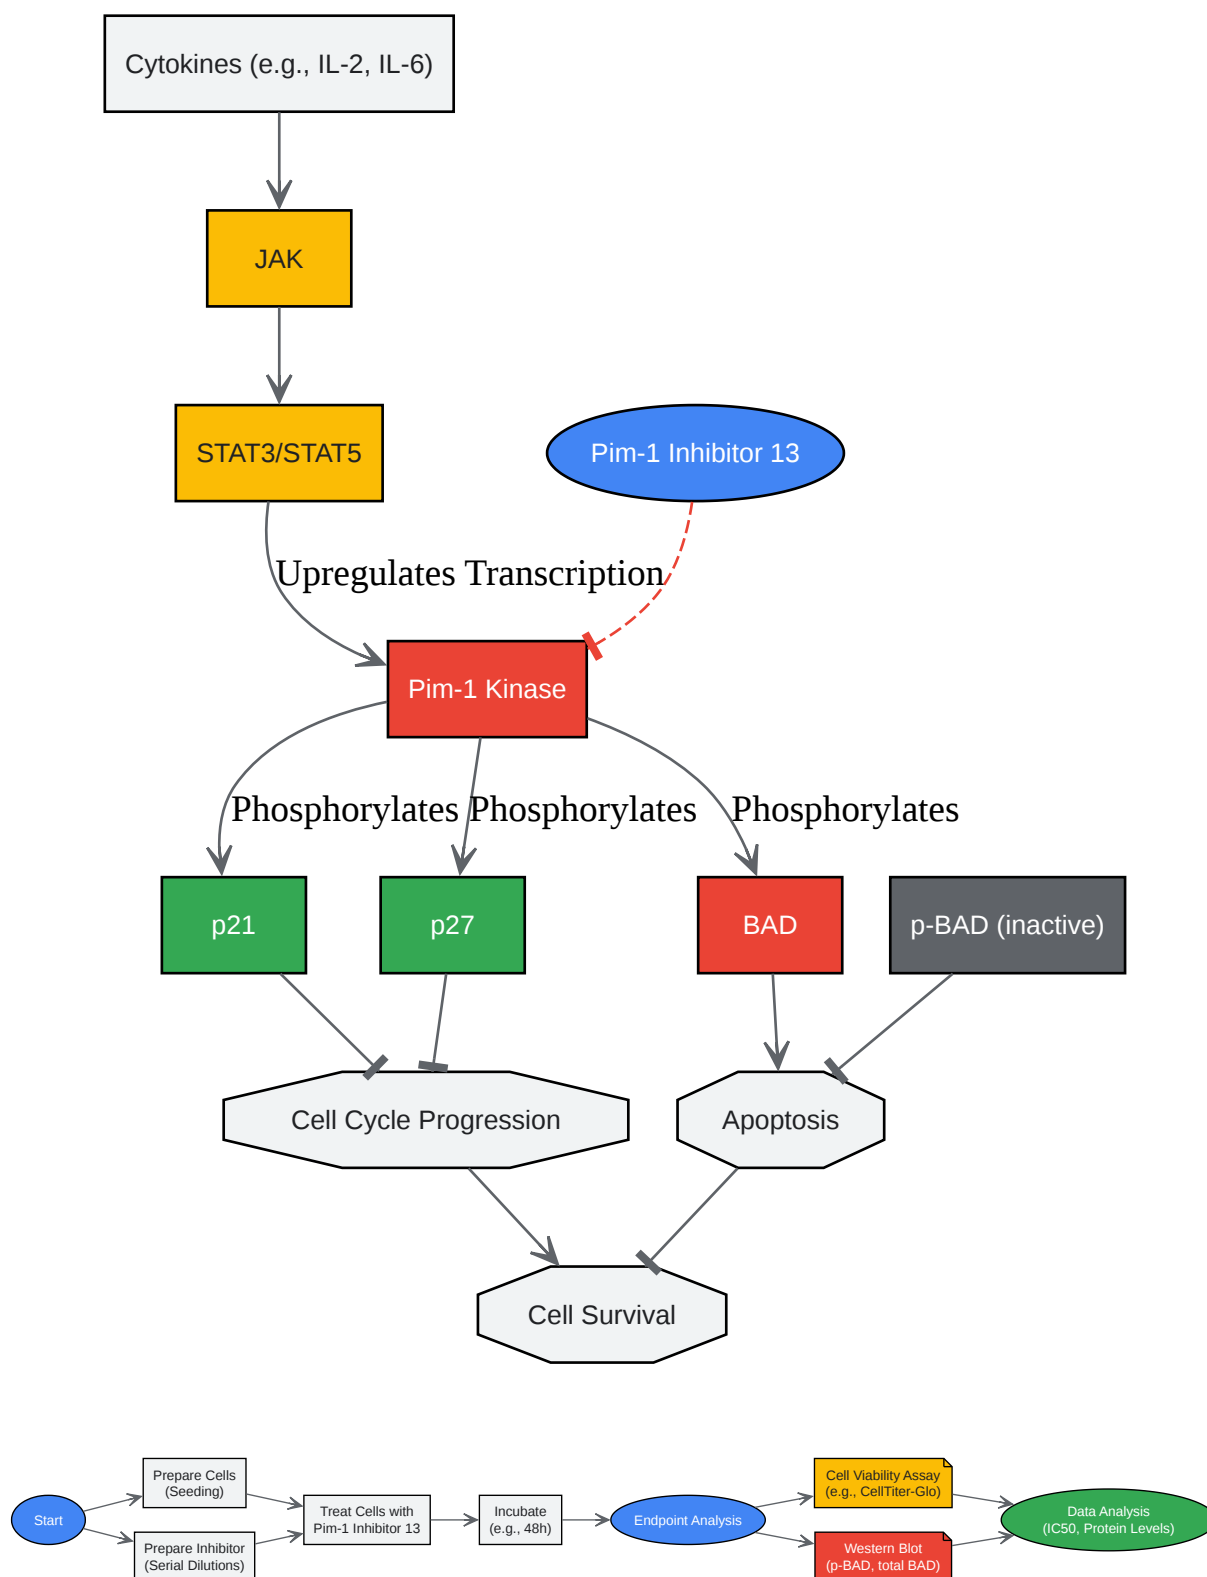 Cytokines (e.g., IL-2, IL-6)
JAK
STAT3/STAT5
Pim-1 Inhibitor 13
Upregulates Transcription
Pim-1 Kinase
Phosphorylates
Phosphorylates
Phosphorylates
p21
p27
BAD
p-BAD (inactive)
Cell Cycle Progression
Apoptosis
Cell Survival
Start
Prepare Cells
(Seeding)
Prepare Inhibitor
(Serial Dilutions)
Treat Cells with
Pim-1 Inhibitor 13
Incubate
(e.g., 48h)
Endpoint Analysis
Cell Viability Assay
(e.g., CellTiter-Glo)
Western Blot
(p-BAD, total BAD)
Data Analysis
(IC50, Protein Levels)